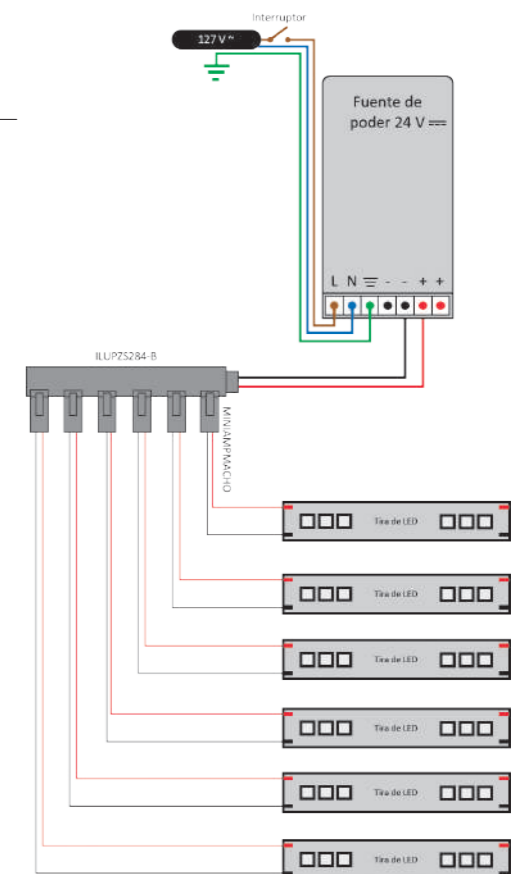 Interruptor
127 V ~
Fuente de
poder 24 V ⎓
L N ⏚ - - + +
ILUPZS284-B
MINIAMPMACHO
Tira de LED
Tira de LED
Tira de LED
Tira de LED
Tira de LED
Tira de LED